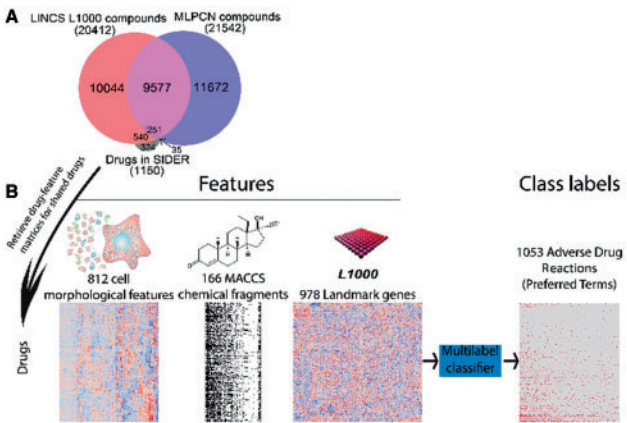 A
LINCS L1000 compounds
(20412)
MLPCN compounds
(21542)
10044
9577
11672
251
540
324
35
Drugs in SIDER
(1150)
B
Retrieve drug-feature
matrices for shared drugs
Features
Class labels
O
H
H
H
L1000
812 cell
morphological features
166 MACCS
chemical fragments
978 Landmark genes
1053 Adverse Drug
Reactions
(Preferred Terms)
Drugs
Multilabel
classifier